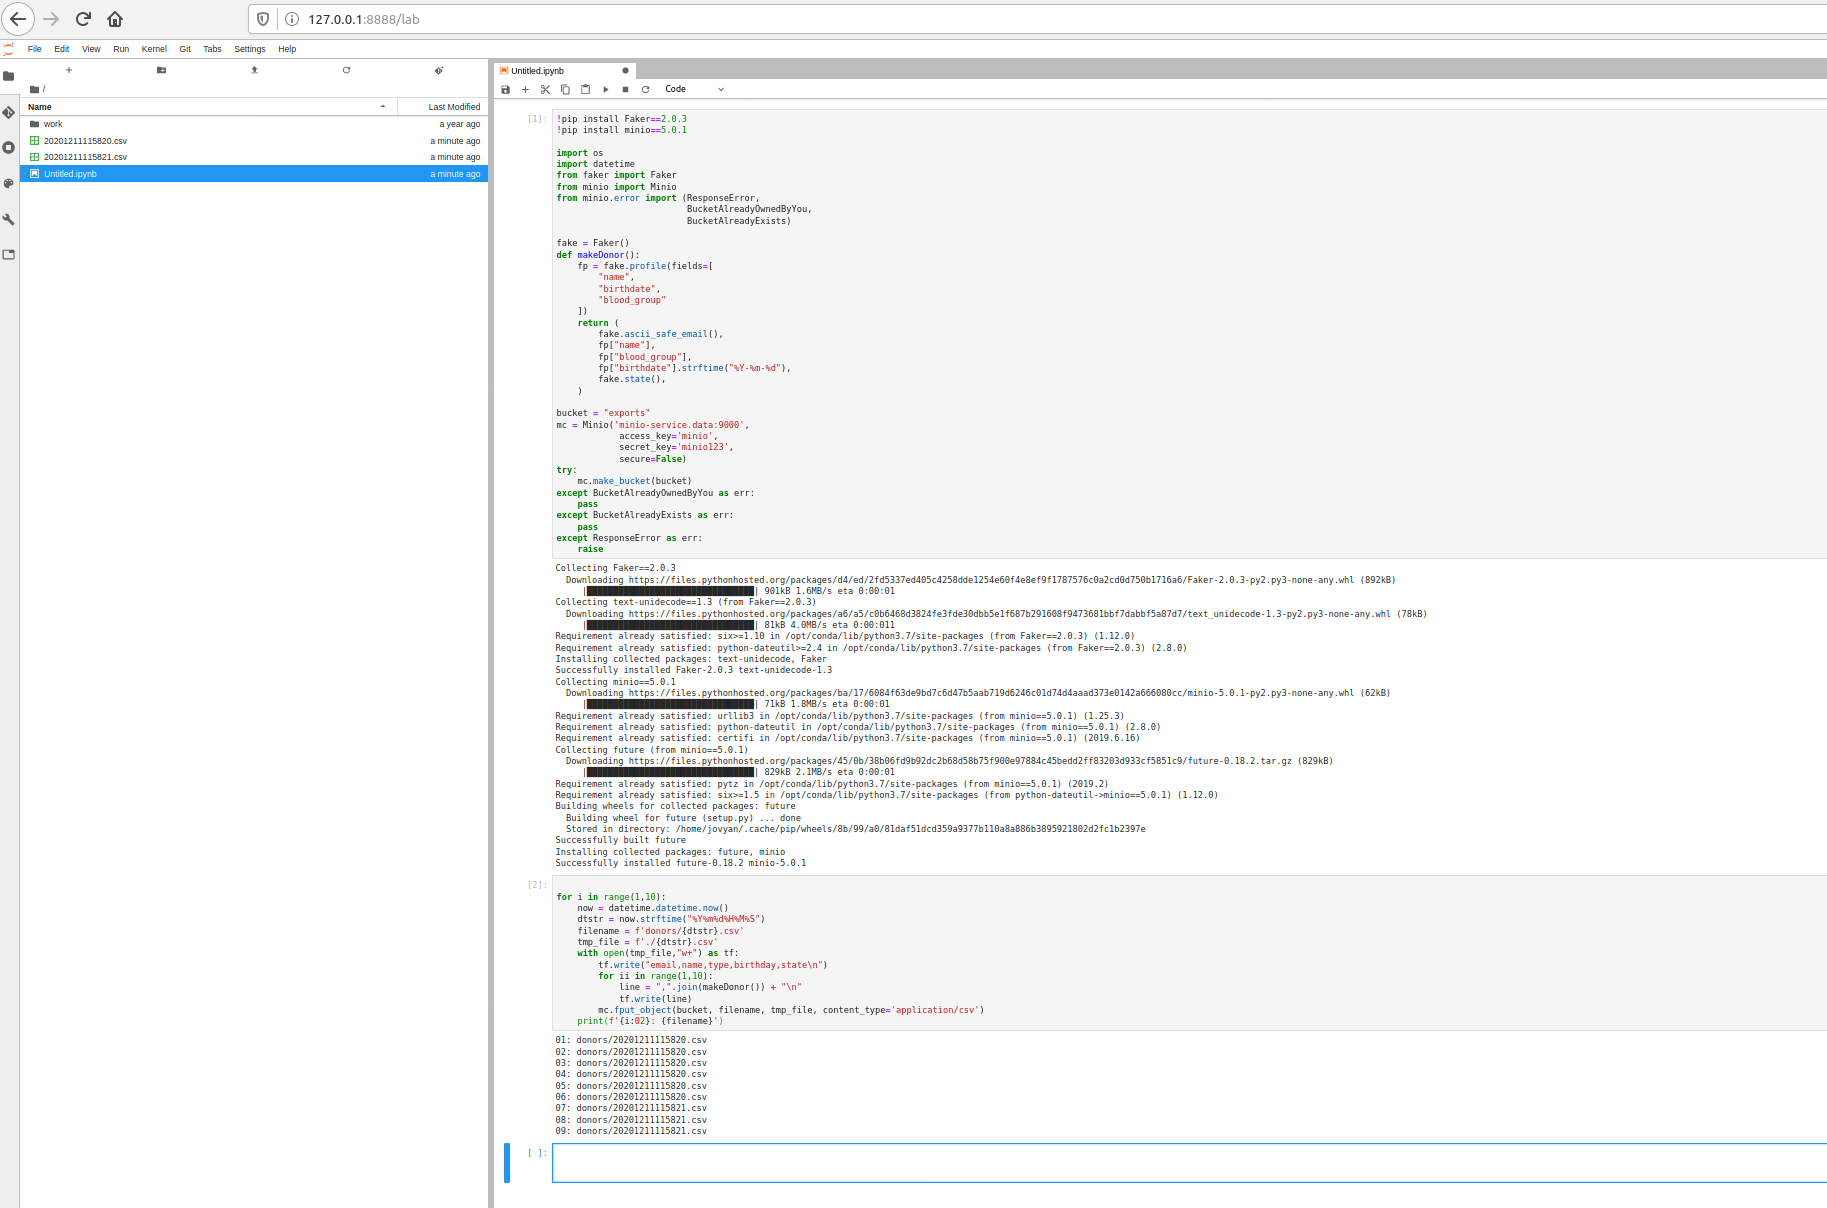 127.0.0.1:8888/lab
File Edit View Run Kernel Git Tabs Settings Help
/
Name Last Modified
work a year ago
20201211115820.csv a minute ago
20201211115821.csv a minute ago
Untitled.ipynb a minute ago
Untitled.ipynb
Code
[1]:
!pip install Faker==2.0.3
!pip install minio==5.0.1
import os
import datetime
from faker import Faker
from minio import Minio
from minio.error import (ResponseError,
BucketAlreadyOwnedByYou,
BucketAlreadyExists)
fake = Faker()
def makeDonor():
fp = fake.profile(fields=[
"name",
"birthdate",
"blood_group"
])
return (
fake.ascii_safe_email(),
fp["name"],
fp["blood_group"],
fp["birthdate"].strftime("%Y-%m-%d"),
fake.state(),
)
bucket = "exports"
mc = Minio('minio-service.data:9000',
access_key='minio',
secret_key='minio123',
secure=False)
try:
mc.make_bucket(bucket)
except BucketAlreadyOwnedByYou as err:
pass
except BucketAlreadyExists as err:
pass
except ResponseError as err:
raise
Collecting Faker==2.0.3
Downloading https://files.pythonhosted.org/packages/d4/ed/2fd5337ed405c4258dde1254e60f4e8ef9f1787576c0a2cd0d750b1716a6/Faker-2.0.3-py2.py3-none-any.whl (892kB)
|████████████████████████████████| 901kB 1.6MB/s eta 0:00:01
Collecting text-unidecode==1.3 (from Faker==2.0.3)
Downloading https://files.pythonhosted.org/packages/a6/a5/c0b6468d3824fe3fde30dbb5e1f687b291608f9473681bbf7dabbf5a87d7/text_unidecode-1.3-py2.py3-none-any.whl (78kB)
|████████████████████████████████| 81kB 4.0MB/s eta 0:00:011
Requirement already satisfied: six>=1.10 in /opt/conda/lib/python3.7/site-packages (from Faker==2.0.3) (1.12.0)
Requirement already satisfied: python-dateutil>=2.4 in /opt/conda/lib/python3.7/site-packages (from Faker==2.0.3) (2.8.0)
Installing collected packages: text-unidecode, Faker
Successfully installed Faker-2.0.3 text-unidecode-1.3
Collecting minio==5.0.1
Downloading https://files.pythonhosted.org/packages/ba/17/6084f63de9bd7c6d47b5aab719d6246c01d74d4aaad373e0142a666080cc/minio-5.0.1-py2.py3-none-any.whl (62kB)
|████████████████████████████████| 71kB 1.8MB/s eta 0:00:01
Requirement already satisfied: urllib3 in /opt/conda/lib/python3.7/site-packages (from minio==5.0.1) (1.25.3)
Requirement already satisfied: python-dateutil in /opt/conda/lib/python3.7/site-packages (from minio==5.0.1) (2.8.0)
Requirement already satisfied: certifi in /opt/conda/lib/python3.7/site-packages (from minio==5.0.1) (2019.6.16)
Collecting future (from minio==5.0.1)
Downloading https://files.pythonhosted.org/packages/45/0b/38b06fd9b92dc2b68d58b75f900e97884c45bedd2ff83203d933cf5851c9/future-0.18.2.tar.gz (829kB)
|████████████████████████████████| 829kB 2.1MB/s eta 0:00:01
Requirement already satisfied: pytz in /opt/conda/lib/python3.7/site-packages (from minio==5.0.1) (2019.2)
Requirement already satisfied: six>=1.5 in /opt/conda/lib/python3.7/site-packages (from python-dateutil->minio==5.0.1) (1.12.0)
Building wheels for collected packages: future
Building wheel for future (setup.py) ... done
Stored in directory: /home/jovyan/.cache/pip/wheels/8b/99/a0/81daf51dcd359a9377b110a8a886b3895921802d2fc1b2397e
Successfully built future
Installing collected packages: future, minio
Successfully installed future-0.18.2 minio-5.0.1
[2]:
for i in range(1,10):
now = datetime.datetime.now()
dtstr = now.strftime("%Y%m%d%H%M%S")
filename = f'donors/{dtstr}.csv'
tmp_file = f'./{dtstr}.csv'
with open(tmp_file,"w+") as tf:
tf.write("email,name,type,birthday,state\n")
for ii in range(1,10):
line = ",".join(makeDonor()) + "\n"
tf.write(line)
mc.fput_object(bucket, filename, tmp_file, content_type='application/csv')
print(f'{i:02}: {filename}')
01: donors/20201211115820.csv
02: donors/20201211115820.csv
03: donors/20201211115820.csv
04: donors/20201211115820.csv
05: donors/20201211115820.csv
06: donors/20201211115820.csv
07: donors/20201211115821.csv
08: donors/20201211115821.csv
09: donors/20201211115821.csv
[ ]: